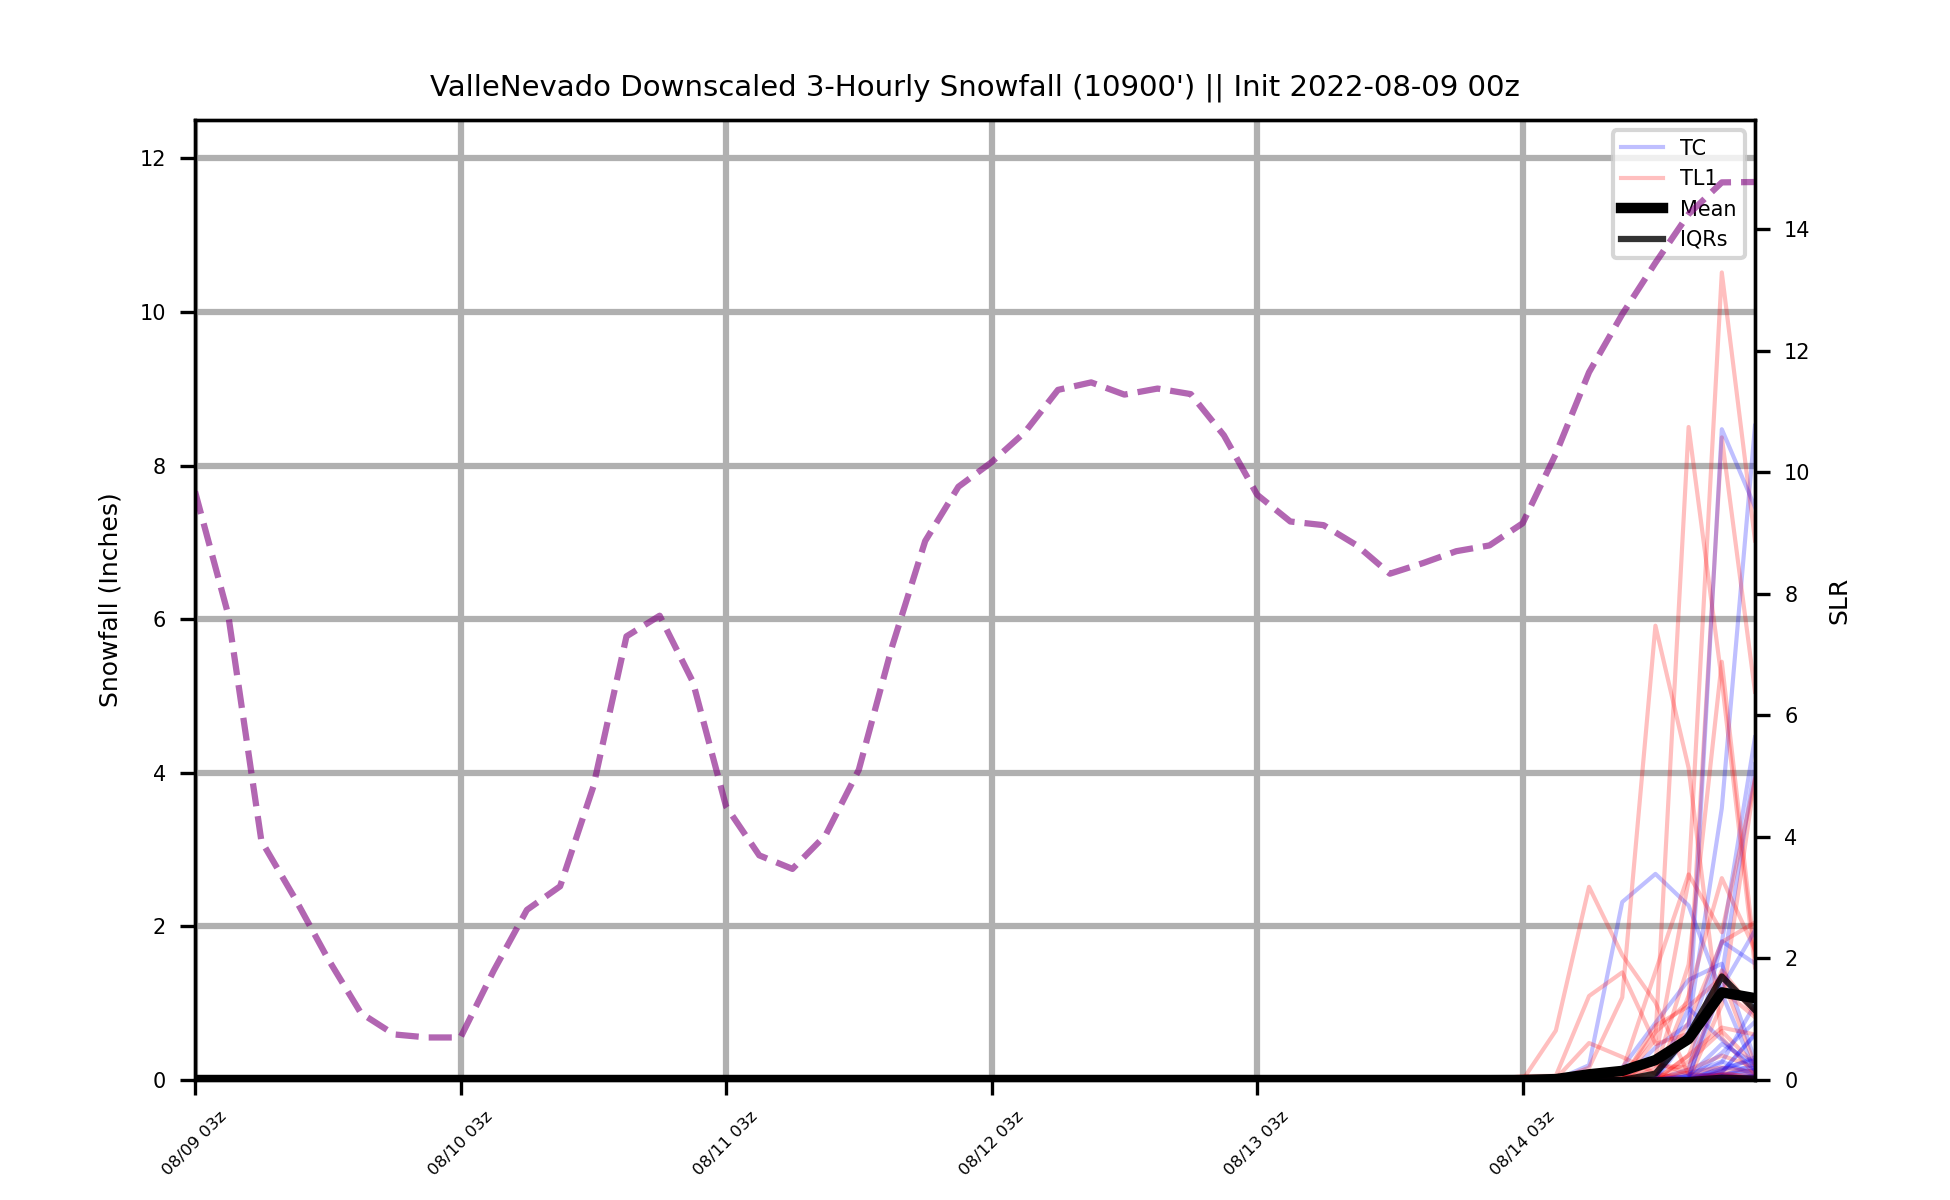 ValleNevado Downscaled 3-Hourly Snowfall (10900') || Init 2022-08-09 00z
TC
TL1
Mean
IQRs
Snowfall (Inches)
12
10
8
6
4
2
0
SLR
14
12
10
8
6
4
2
0
08/09 03z
08/10 03z
08/11 03z
08/12 03z
08/13 03z
08/14 03z